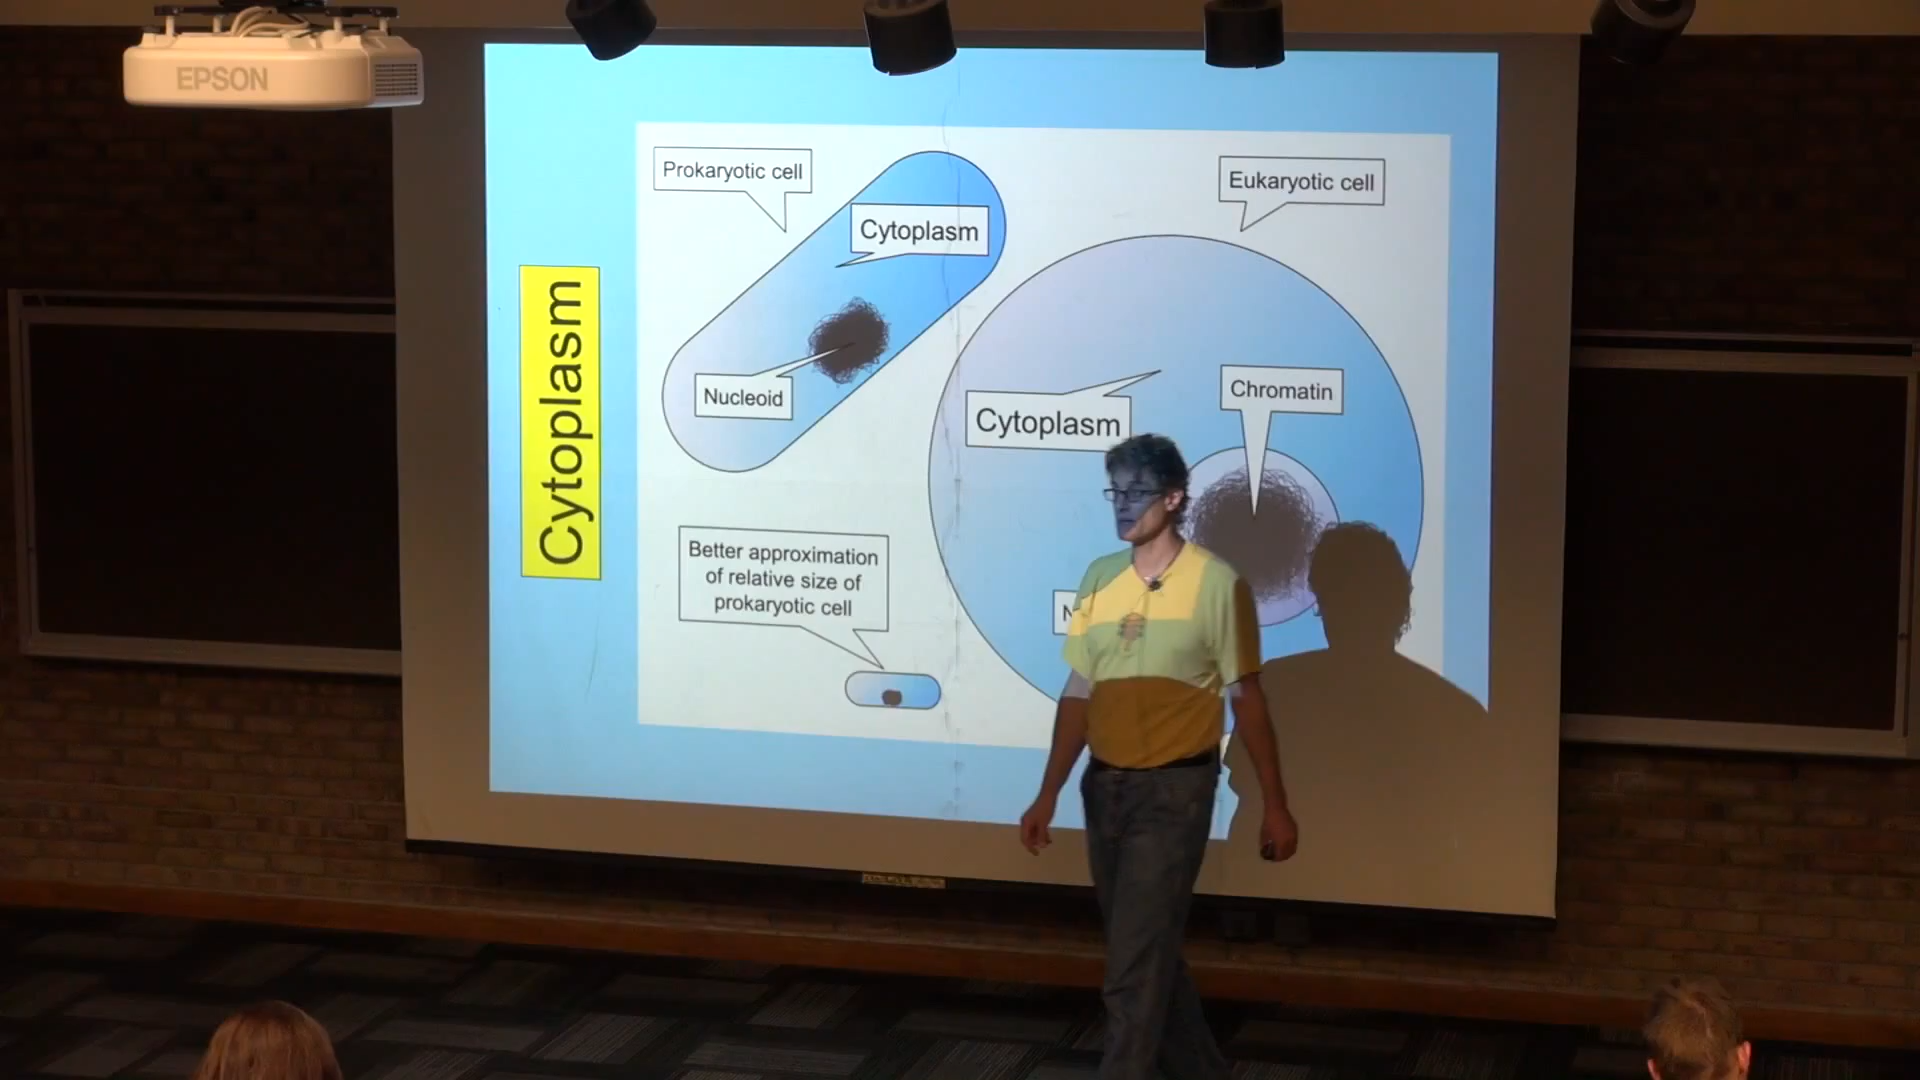 EPSON
Cytoplasm
Prokaryotic cell
Cytoplasm
Nucleoid
Better approximation
of relative size of
prokaryotic cell
Eukaryotic cell
Cytoplasm
Chromatin
N